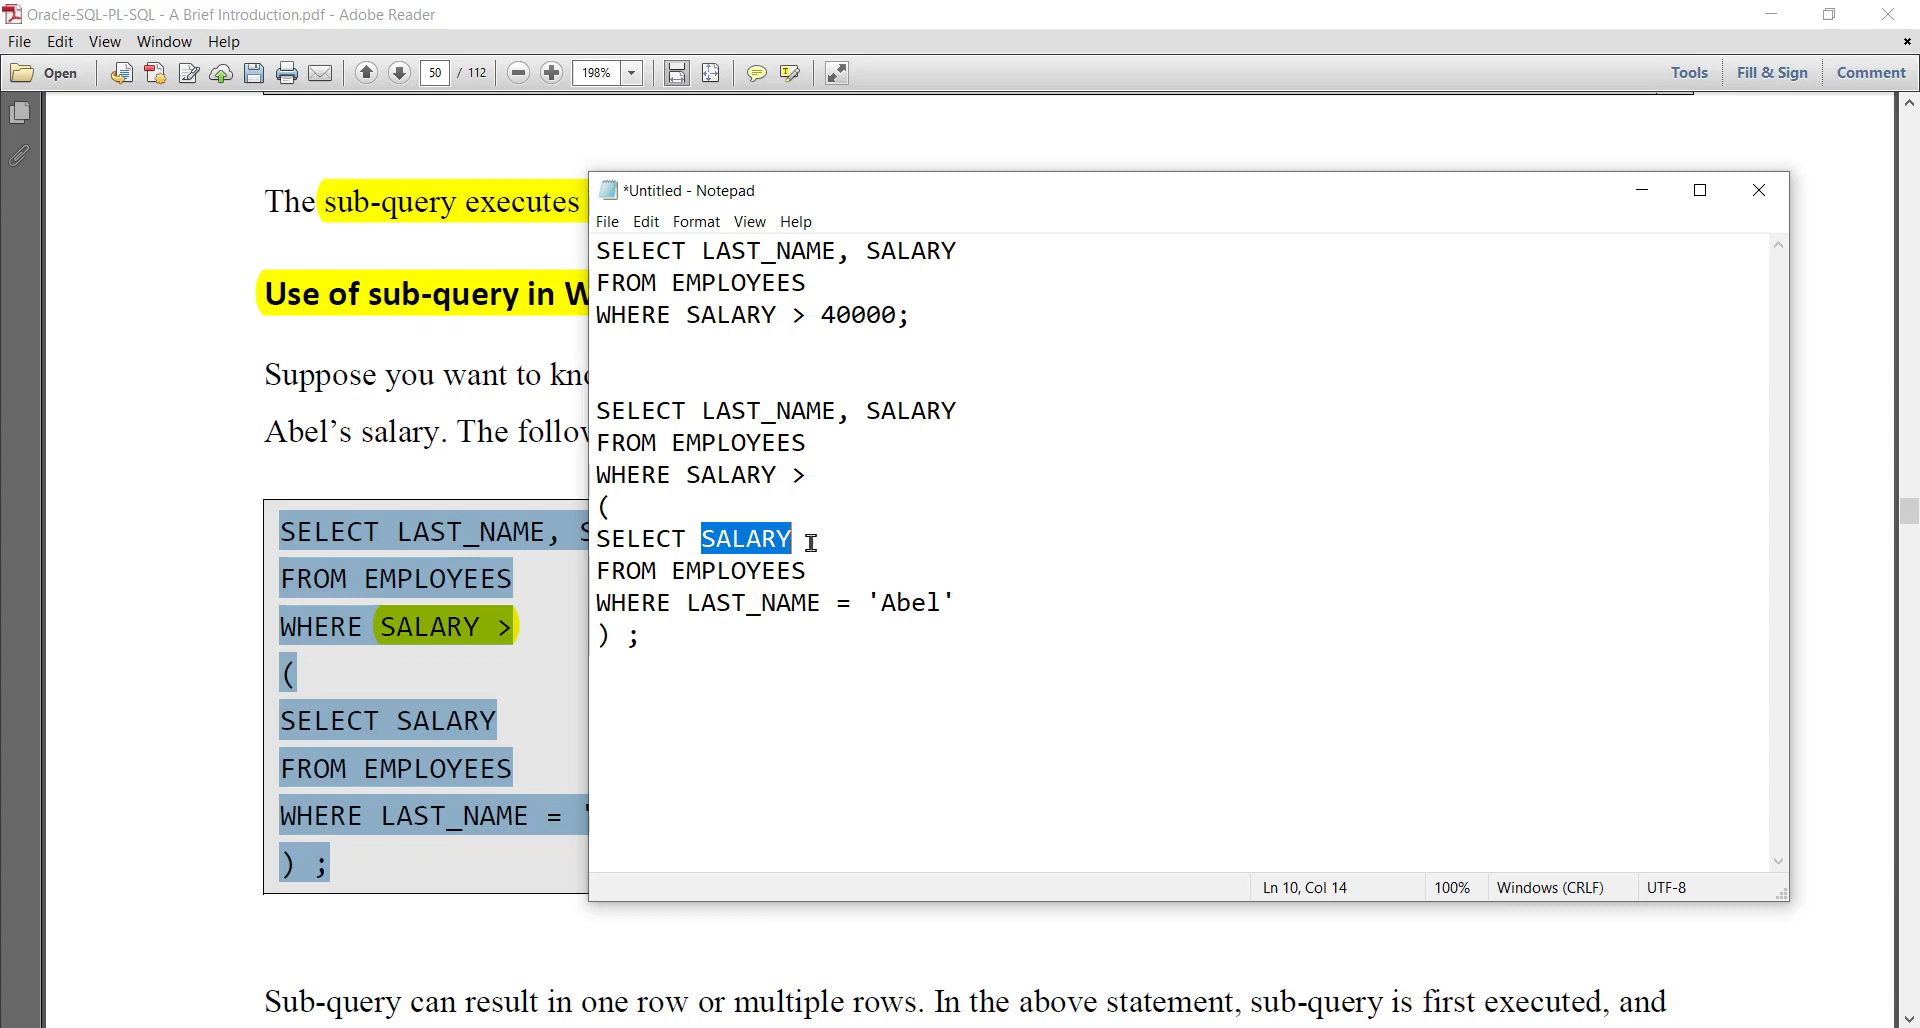 Oracle-SQL-PL-SQL - A Brief Introduction.pdf - Adobe Reader
File Edit View Window Help
Open 50 / 112 198% Tools Fill & Sign Comment
The sub-query executes
Use of sub-query in W
Suppose you want to kno
Abel's salary. The follow
SELECT LAST_NAME, S
FROM EMPLOYEES
WHERE SALARY >
(
SELECT SALARY
FROM EMPLOYEES
WHERE LAST_NAME = '
) ;
*Untitled - Notepad
File Edit Format View Help
SELECT LAST_NAME, SALARY
FROM EMPLOYEES
WHERE SALARY > 40000;
SELECT LAST_NAME, SALARY
FROM EMPLOYEES
WHERE SALARY >
(
SELECT SALARY
FROM EMPLOYEES
WHERE LAST_NAME = 'Abel'
) ;
Ln 10, Col 14 100% Windows (CRLF) UTF-8
Sub-query can result in one row or multiple rows. In the above statement, sub-query is first executed, and